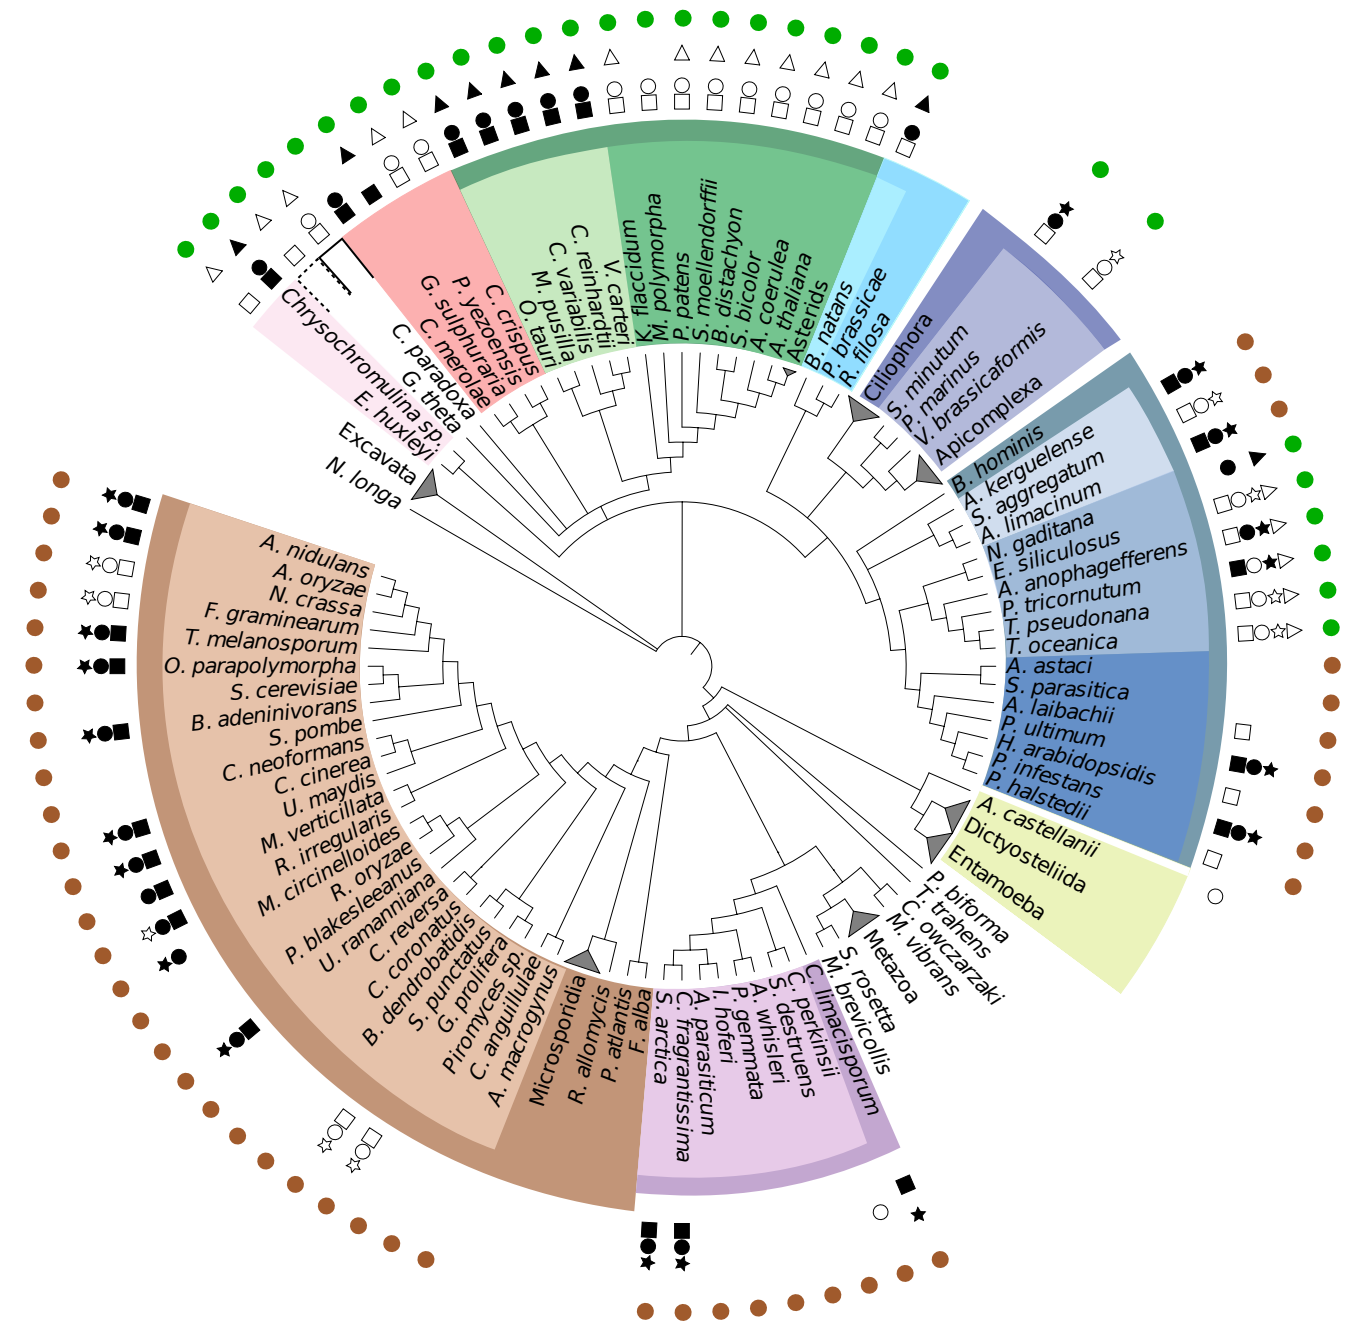 N. longa
Excavata
E. huxleyi
Chrysochromulina sp.
G. theta
C. paradoxa
C. merolae
G. sulphuraria
P. yezoensis
C. crispus
O. tauri
M. pusilla
C. variabilis
C. reinhardtii
V. carteri
K. flaccidum
M. polymorpha
P. patens
S. moellendorffii
B. distachyon
S. bicolor
A. coerulea
A. thaliana
Asterids
B. natans
P. brassicae
R. filosa
Ciliophora
S. minutum
P. marinus
V. brassicaformis
Apicomplexa
B. hominis
A. kerguelense
S. aggregatum
A. limacinum
N. gaditana
E. siliculosus
A. anophagefferens
P. tricornutum
T. pseudonana
T. oceanica
A. astaci
S. parasitica
A. laibachii
P. ultimum
H. arabidopsidis
P. infestans
P. halstedii
A. castellanii
Dictyosteliida
Entamoeba
P. biforma
T. trahens
C. owczarzaki
M. vibrans
Metazoa
S. rosetta
M. brevicollis
C. limacisporum
C. perkinsii
S. destruens
A. whisleri
P. gemmata
I. hoferi
A. parasiticum
C. fragrantissima
S. arctica
F. alba
P. atlantis
R. allomycis
Microsporidia
A. macrogynus
C. anguillulae
Piromyces sp.
G. prolifera
S. punctatus
B. dendrobatidis
C. coronatus
C. reversa
U. ramanniana
P. blakesleeanus
R. oryzae
M. circinelloides
R. irregularis
M. verticillata
U. maydis
C. cinerea
C. neoformans
S. pombe
B. adeninivorans
S. cerevisiae
O. parapolymorpha
T. melanosporum
F. graminearum
N. crassa
A. oryzae
A. nidulans